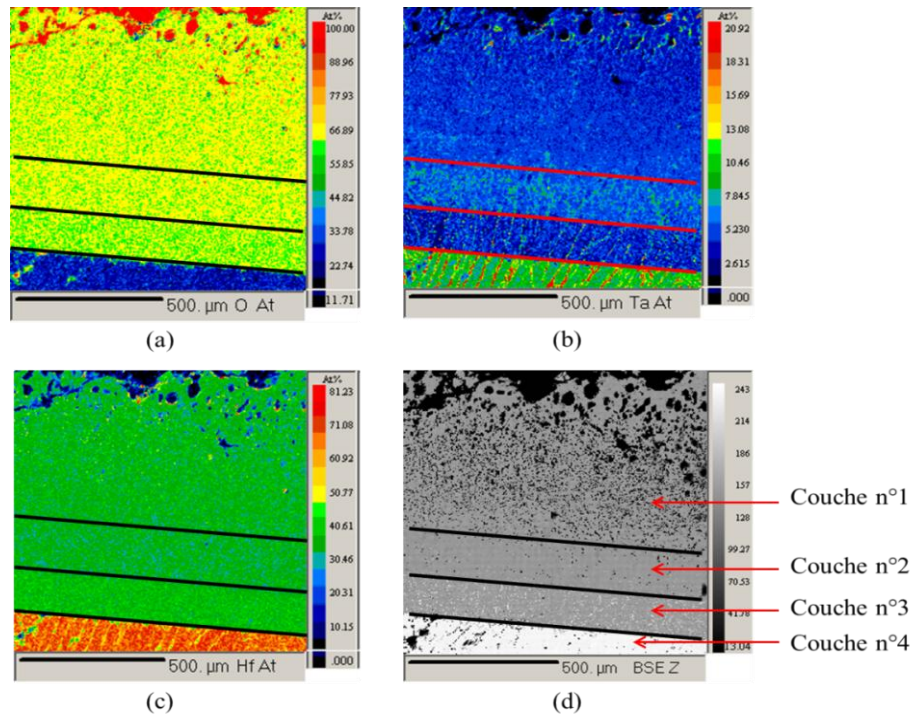 At%
100.00
88.96
77.93
66.89
55.85
44.82
33.78
22.74
11.71
500. µm O At
(a)
At%
20.92
18.31
15.69
13.08
10.46
7.845
5.230
2.615
.000
500. µm Ta At
(b)
At%
81.23
71.08
60.92
50.77
40.61
30.46
20.31
10.15
.000
500. µm Hf At
(c)
243
214
186
157
128
99.27
70.53
41.78
13.04
500. µm BSE Z
(d)
Couche n°1
Couche n°2
Couche n°3
Couche n°4